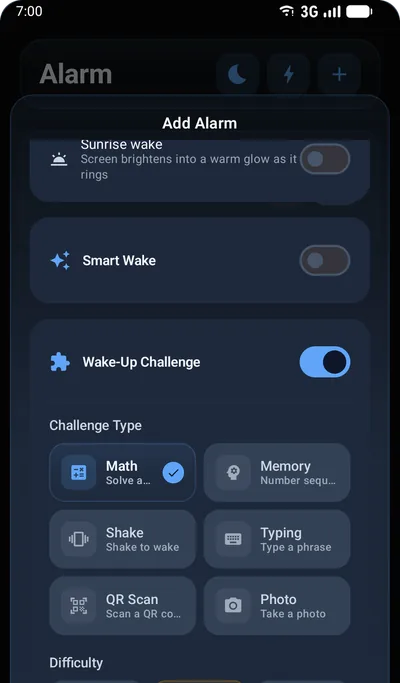 7:00
3G
Alarm
Add Alarm
Sunrise wake
Screen brightens into a warm glow as it
rings
Smart Wake
Wake-Up Challenge
Challenge Type
Math
Solve a…
Memory
Number sequ…
Shake
Shake to wake
Typing
Type a phrase
QR Scan
Scan a QR co…
Photo
Take a photo
Difficulty